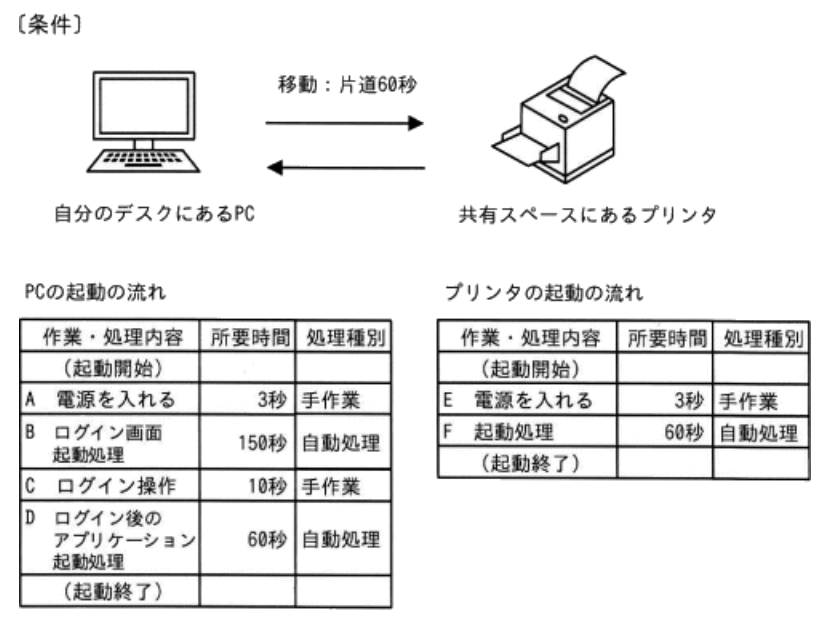 〔条件〕
移動：片道60秒
自分のデスクにあるPC
共有スペースにあるプリンタ
PCの起動の流れ
作業・処理内容 所要時間 処理種別
(起動開始)
A 電源を入れる 3秒 手作業
B ログイン画面
起動処理 150秒 自動処理
C ログイン操作 10秒 手作業
D ログイン後の
アプリケーション
起動処理 60秒 自動処理
(起動終了)
プリンタの起動の流れ
作業・処理内容 所要時間 処理種別
(起動開始)
E 電源を入れる 3秒 手作業
F 起動処理 60秒 自動処理
(起動終了)